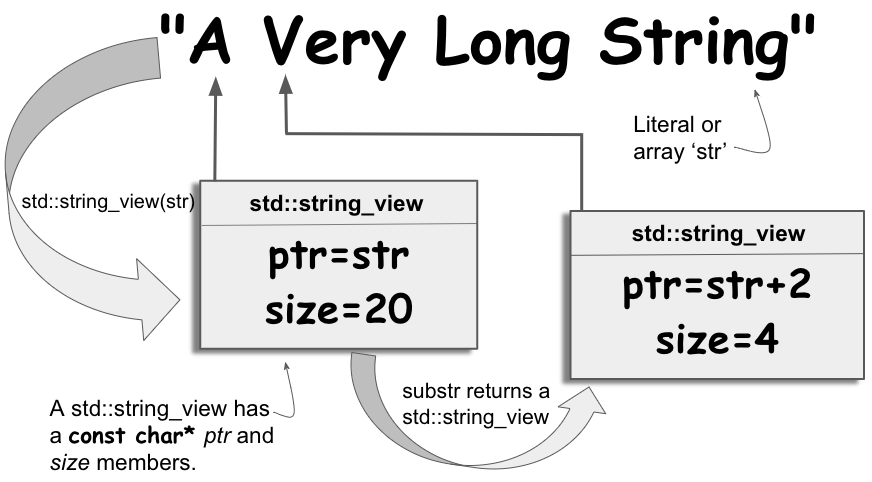 "A Very Long String"
Literal or
array ‘str’
std::string_view(str)
std::string_view
ptr=str
size=20
std::string_view
ptr=str+2
size=4
A std::string_view has
a const char* ptr and
size members.
substr returns a
std::string_view